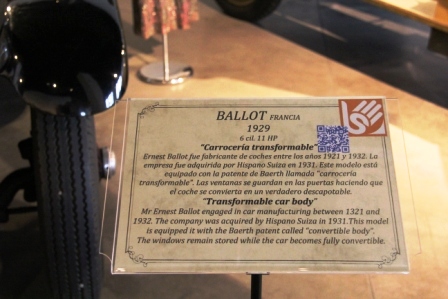 BALLOT FRANCIA
1929
6 cil. 11 HP
"Carrocería transformable"
Ernest Ballot fue fabricante de coches entre los años 1921 y 1932. La
empresa fue adquirida por Hispano Suiza en 1931. Este modelo está
equipado con la patente de Baerth llamada "carrocería
transformable". Las ventanas se guardan en las puertas haciendo que
el coche se convierta en un verdadero descapotable.
"Transformable car body"
Mr Ernest Ballot engaged in car manufacturing between 1321 and
1932. The company was acquired by Hispano Suiza in 1931.This model
is equipped it with the Baerth patent called "convertible body".
The windows remain stored while the car becomes fully convertible.